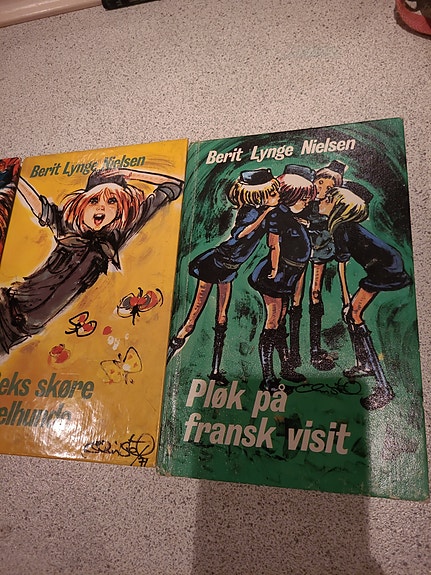 Berit Lynge Nielsen
eks skøre
elhunde
Berit Lynge Nielsen
Pløk på
fransk visit